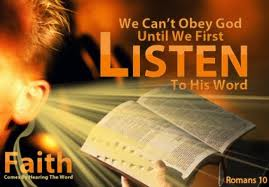 We Can't Obey God
Until We First
LISTEN
To His Word
Faith
Comes By Hearing The Word
Romans 10